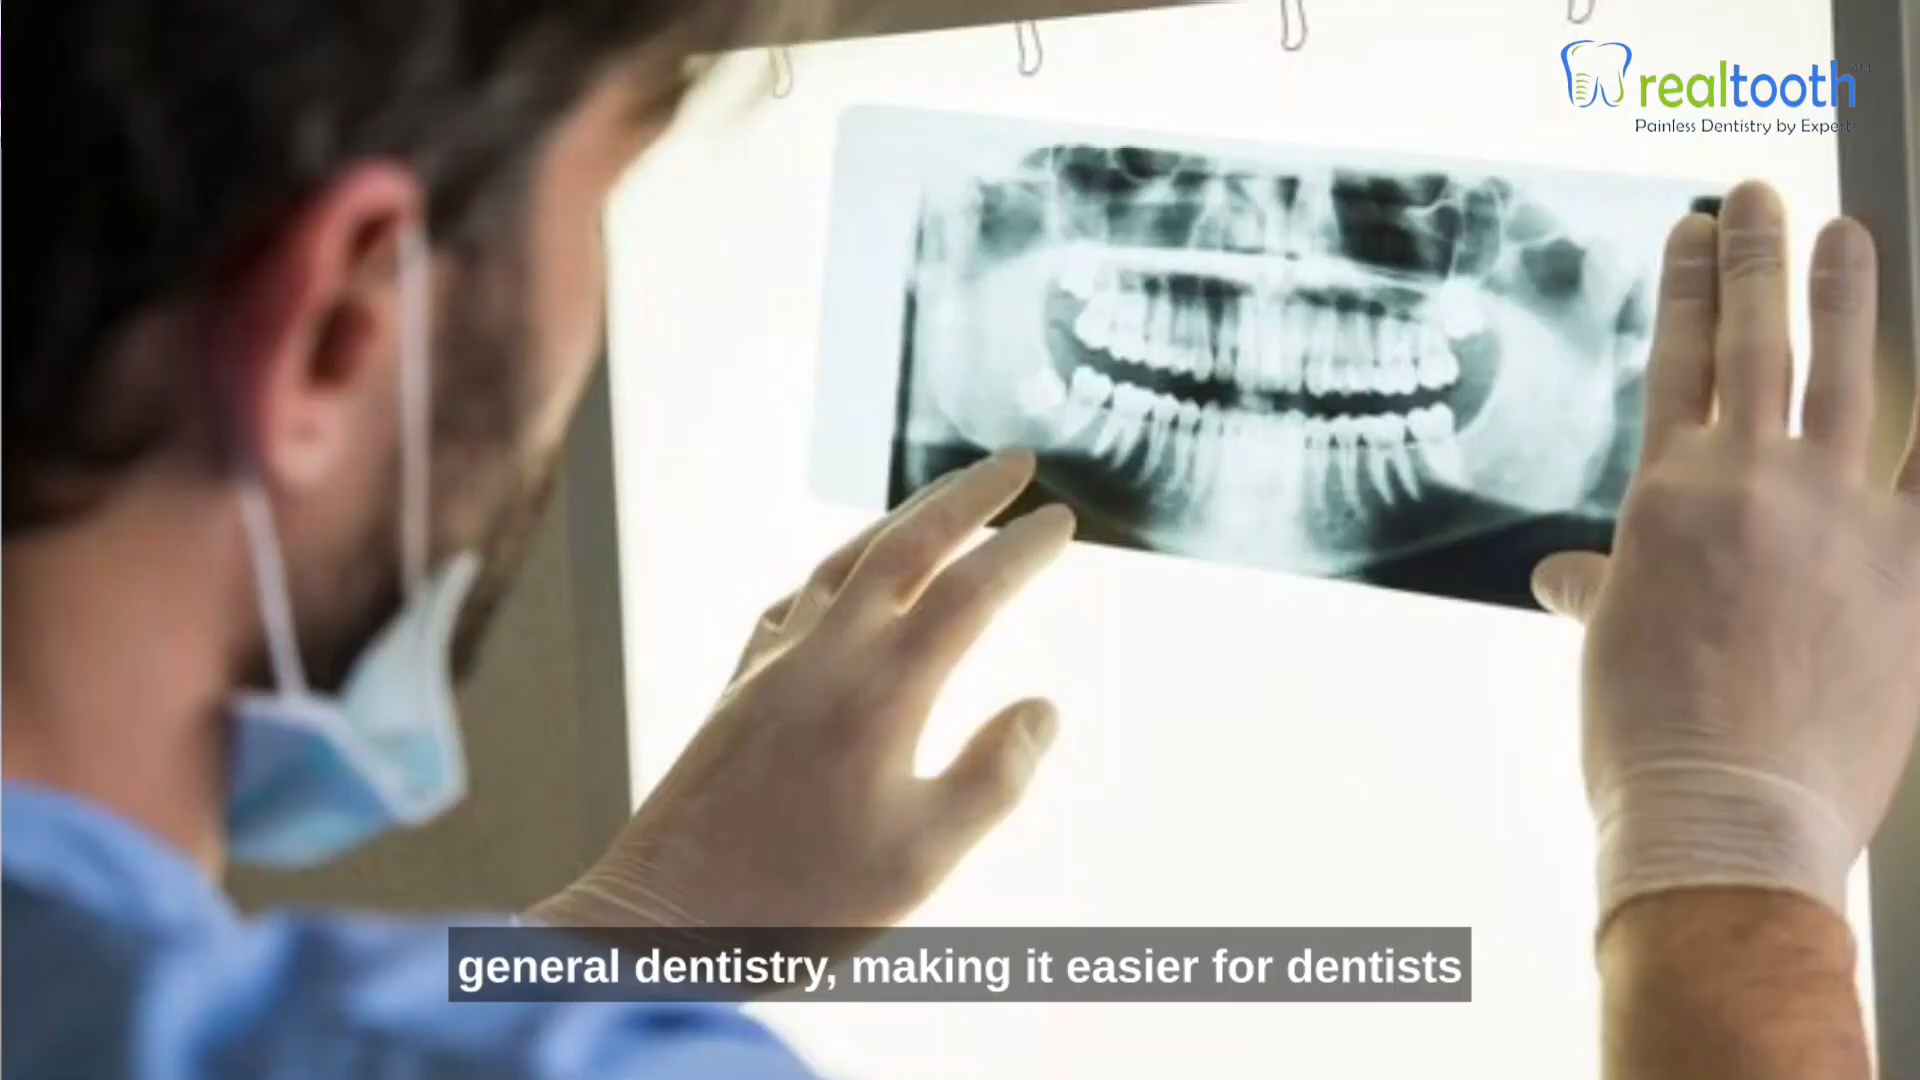 realtooth
Painless Dentistry by Experts
general dentistry, making it easier for dentists